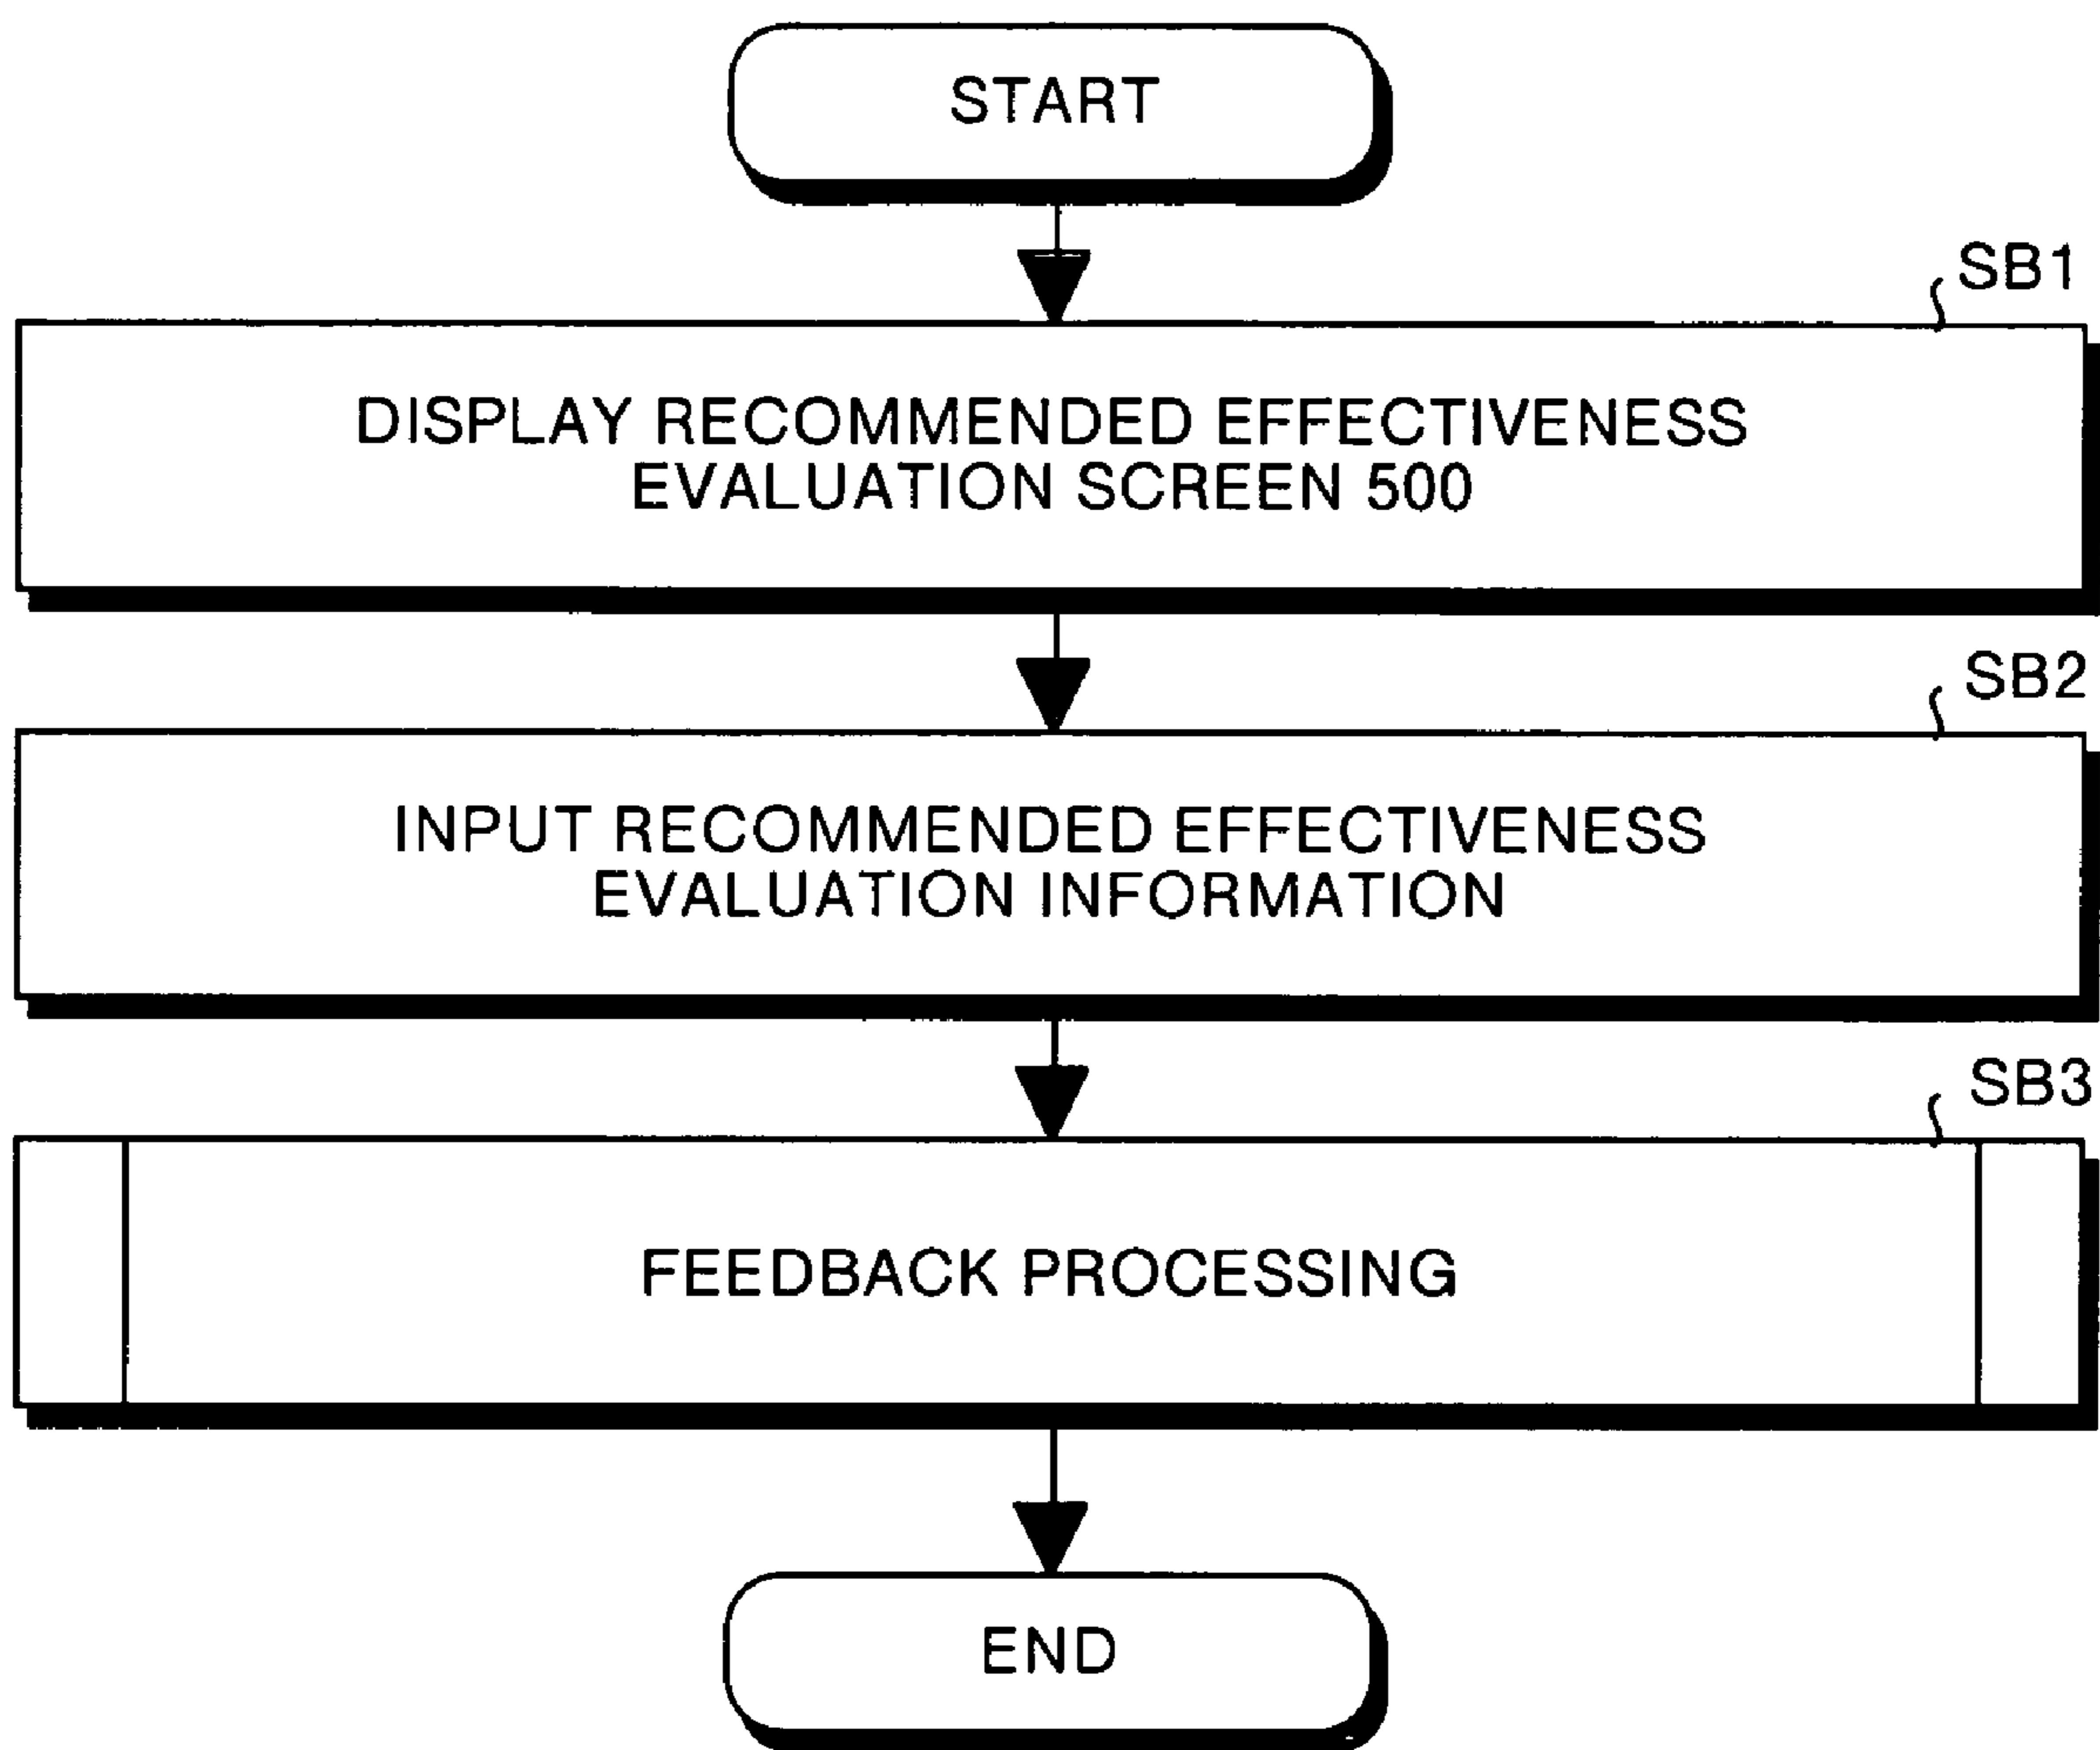 START
SB1
DISPLAY RECOMMENDED EFFECTIVENESS
EVALUATION SCREEN 500
SB2
INPUT RECOMMENDED EFFECTIVENESS
EVALUATION INFORMATION
SB3
FEEDBACK PROCESSING
END